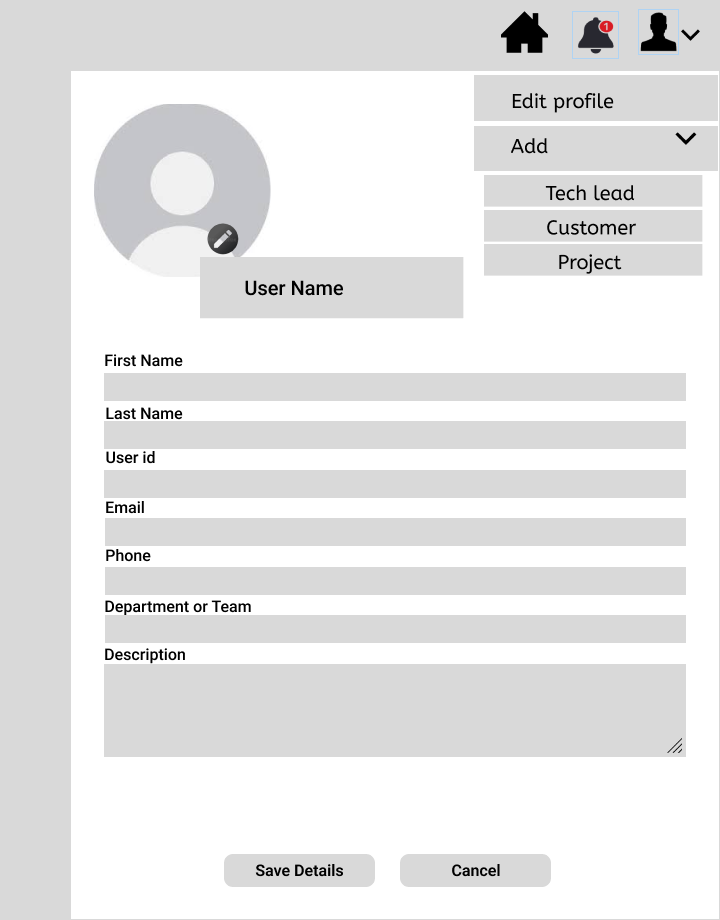 1
Edit profile
Add
Tech lead
Customer
Project
User Name
First Name
Last Name
User id
Email
Phone
Department or Team
Description
Save Details
Cancel